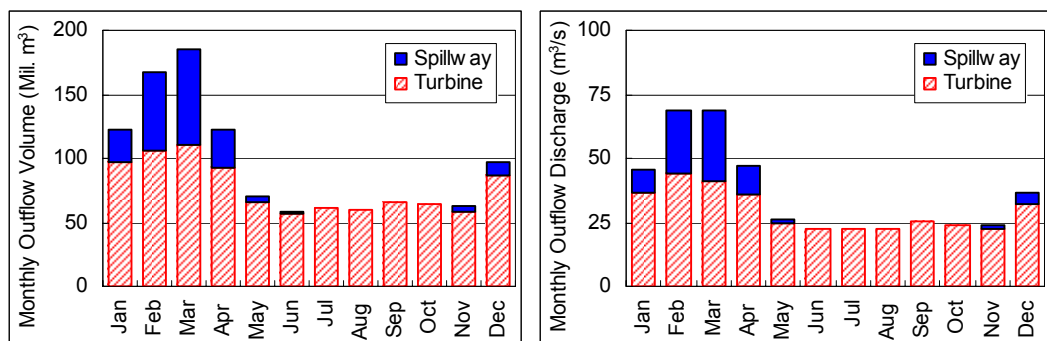 Monthly Outflow Volume (Mil. m³)
200
150
100
50
0
Spillw ay
Turbine
Jan Feb Mar Apr May Jun Jul Aug Sep Oct Nov Dec
Monthly Outflow Discharge (m³/s)
100
75
50
25
0
Spillw ay
Turbine
Jan Feb Mar Apr May Jun Jul Aug Sep Oct Nov Dec